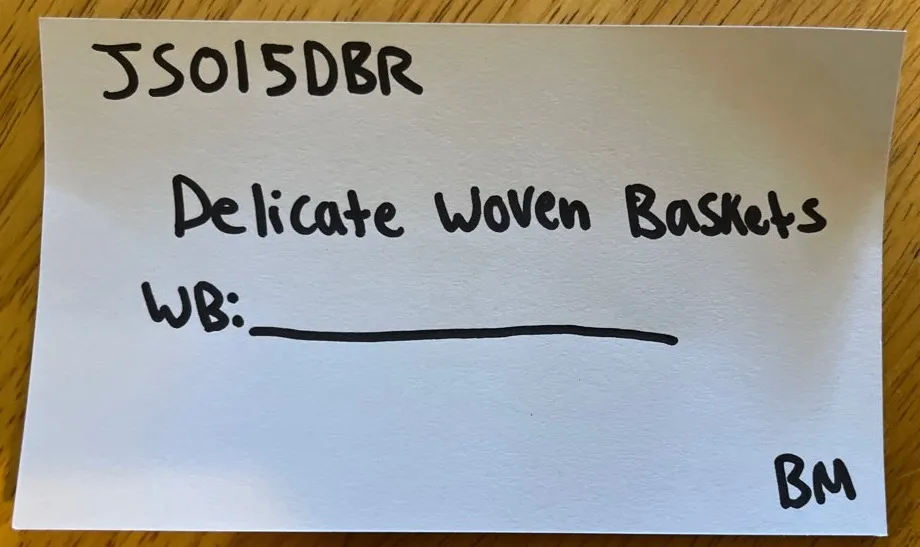 JS015DBR
Delicate Woven Baskets
WB:
BM